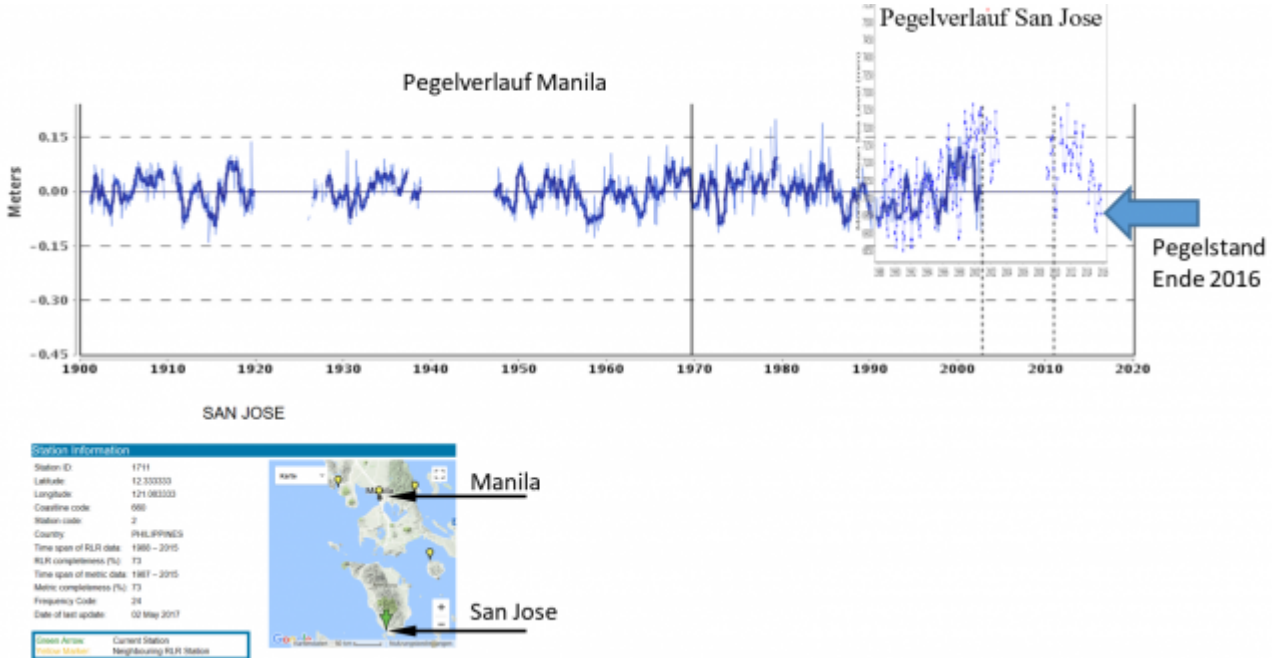 Pegelverlauf San Jose
Pegelverlauf Manila
Meters
0.15
0.00
-0.15
-0.30
-0.45
1900 1910 1920 1930 1940 1950 1960 1970 1980 1990 2000 2010 2020
Pegelstand
Ende 2016
SAN JOSE
Station Information
Station ID: 1711
Latitude: 12.333333
Longitude: 121.083333
Coastline code: 660
Station code: 2
Country: PHILIPPINES
Time span of RLR data: 1988 – 2015
RLR completeness (%): 73
Time span of metric data: 1987 – 2015
Metric completeness (%): 73
Frequency Code: 24
Date of last update: 02 May 2017
Green Arrow: Current Station
Yellow Marker: Neighbouring RLR Station
Karte
Manila
San Jose
Google